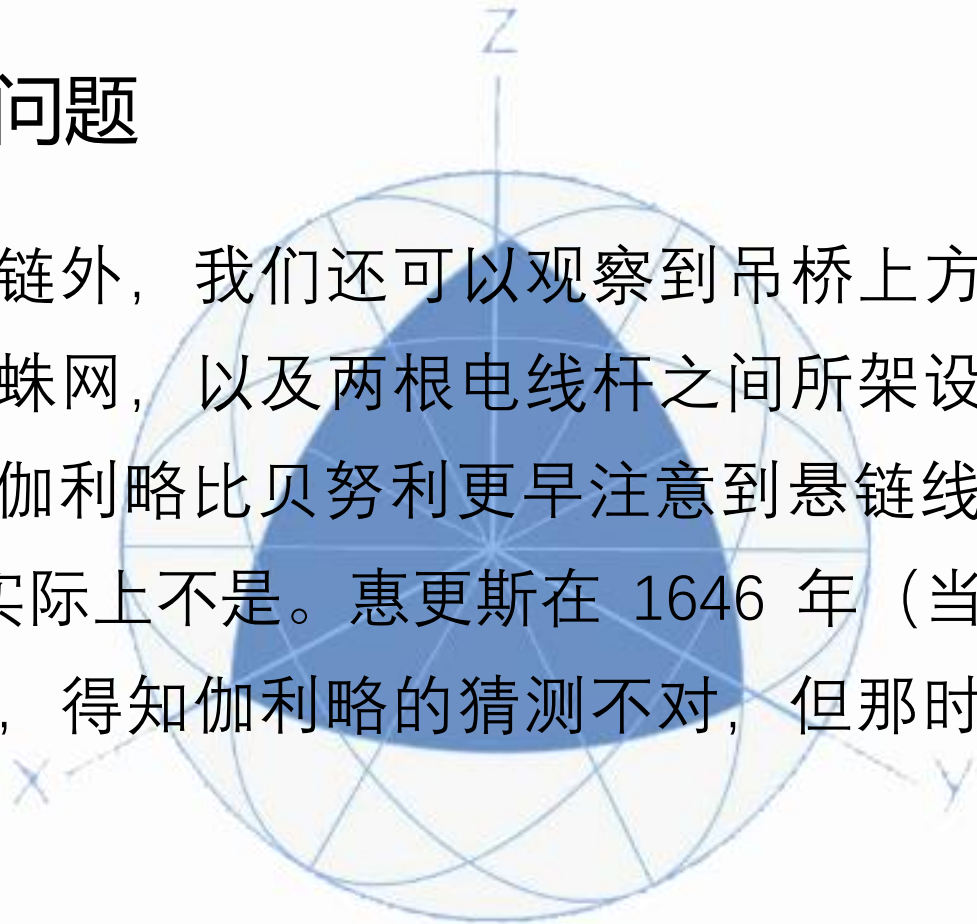 Z
问题
链外，我们还可以观察到吊桥上方
蛛网，以及两根电线杆之间所架设
伽利略比贝努利更早注意到悬链线
实际上不是。惠更斯在 1646 年（当
，得知伽利略的猜测不对，但那时
X
Y